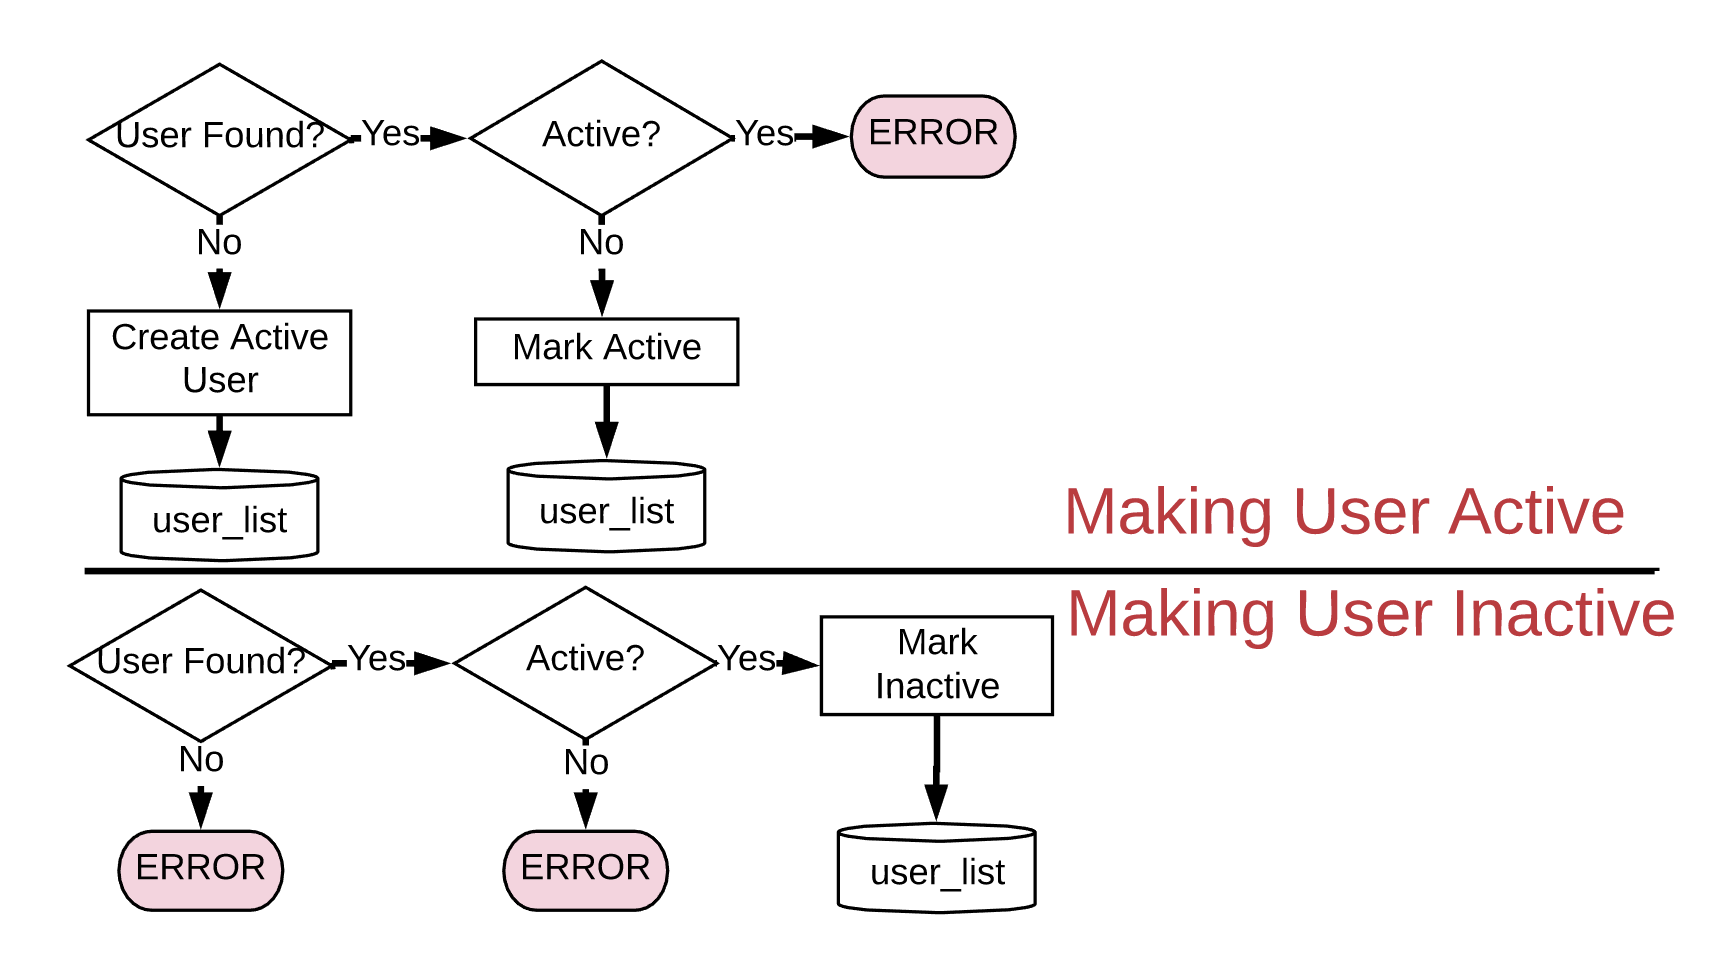 User Found?
Yes
Active?
Yes
ERROR
No
No
Create Active
User
Mark Active
user_list
user_list
Making User Active
Making User Inactive
User Found?
Yes
Active?
Yes
Mark
Inactive
No
No
ERROR
ERROR
user_list